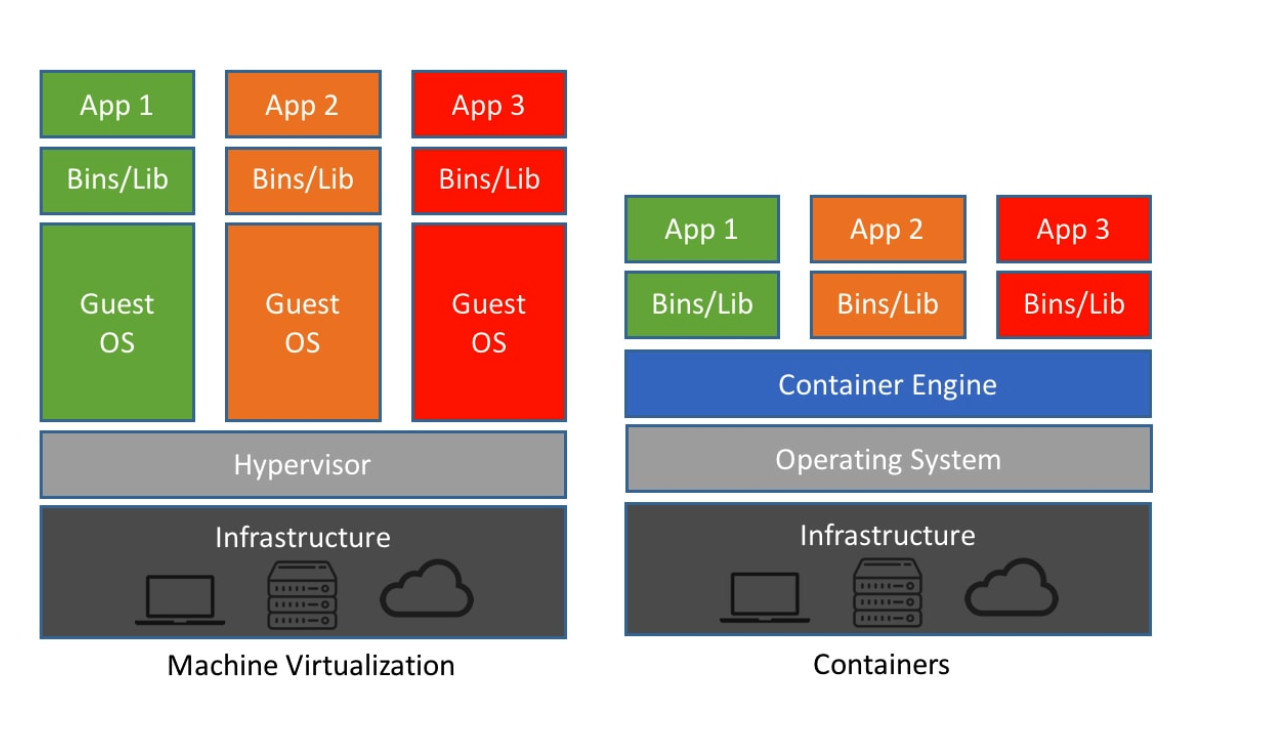 App 1
App 2
App 3
Bins/Lib
Bins/Lib
Bins/Lib
Guest
OS
Guest
OS
Guest
OS
Hypervisor
Infrastructure
Machine Virtualization
App 1
App 2
App 3
Bins/Lib
Bins/Lib
Bins/Lib
Container Engine
Operating System
Infrastructure
Containers